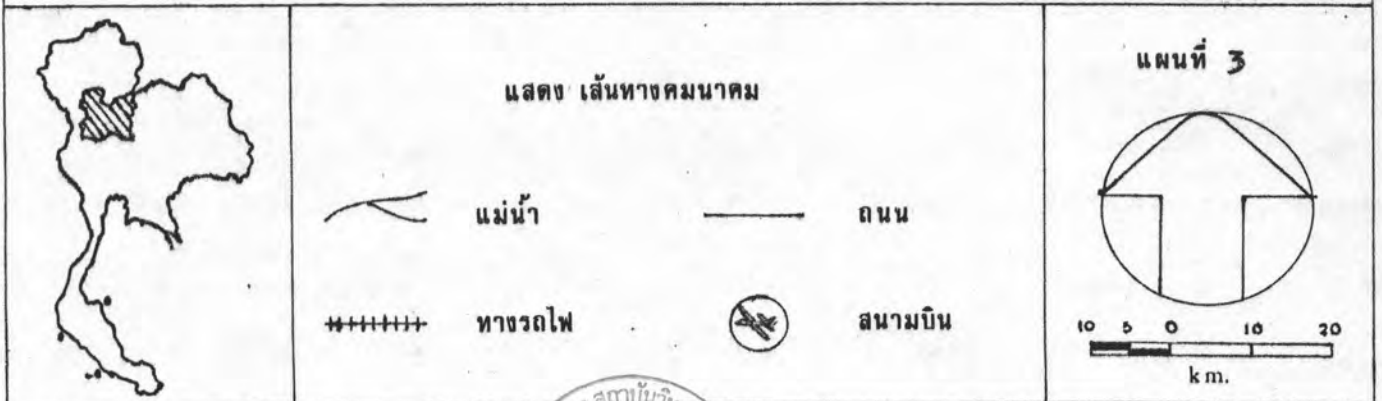 แสดง เส้นทางคมนาคม
แม่น้ำ
ถนน
ทางรถไฟ
สนามบิน
แผนที่ 3
10 5 0 10 20
km.